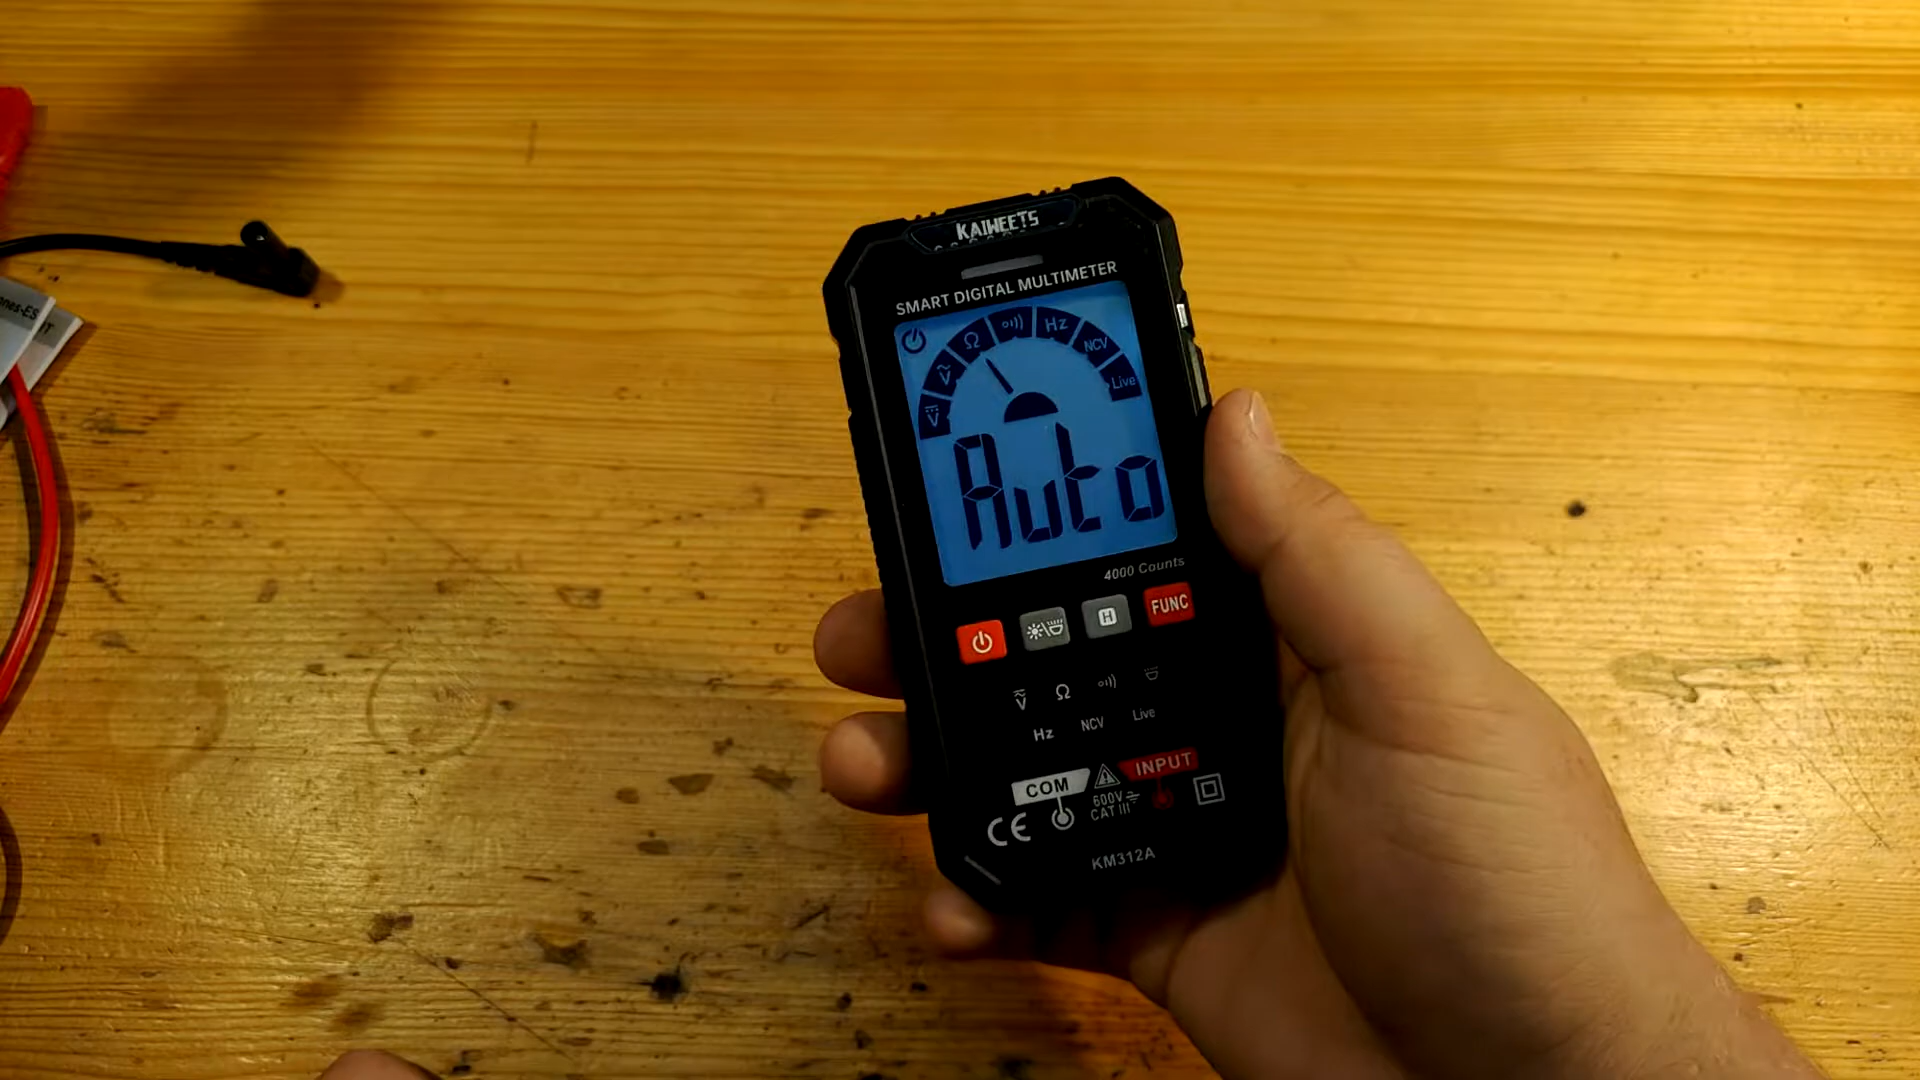 KAIWEETS
SMART DIGITAL MULTIMETER
Ω Hz NCV
V V Live
Auto
4000 Counts
H FUNC
V Ω
Hz NCV Live
COM INPUT
600V
CAT III
CE
KM312A